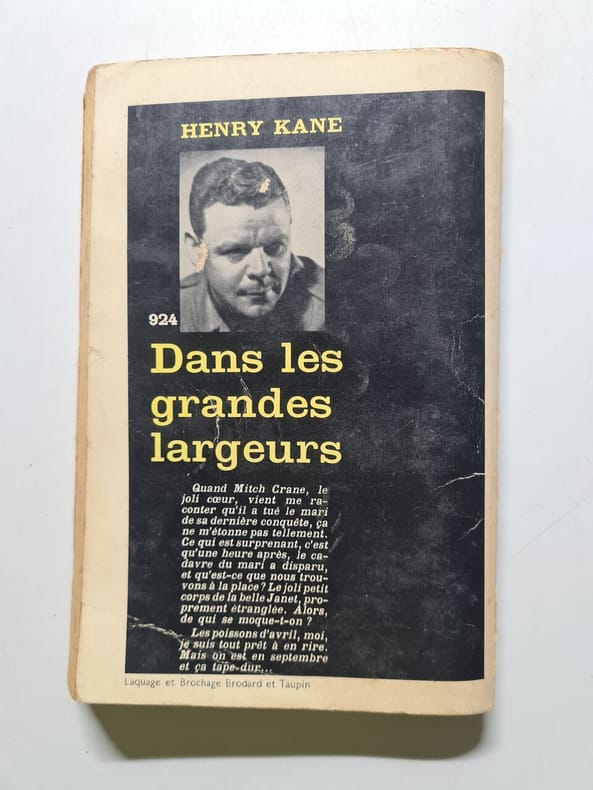 HENRY KANE
924
Dans les
grandes
largeurs
Quand Mitch Crane, le
joli cœur, vient me ra-
conter qu'il a tué le mari
de sa dernière conquête, ça
ne m'étonne pas tellement.
Ce qui est surprenant, c'est
qu'une heure après, le ca-
davre du mari a disparu,
et qu'est-ce que nous trou-
vons à la place ? Le joli petit
corps de la belle Janet, pro-
prement étranglée. Alors,
de qui se moque-t-on ?
Les poissons d'avril, moi,
je suis tout prêt à en rire.
Mais on est en septembre
et ça tape dur...
Laquage et Brochage Brodard et Taupin